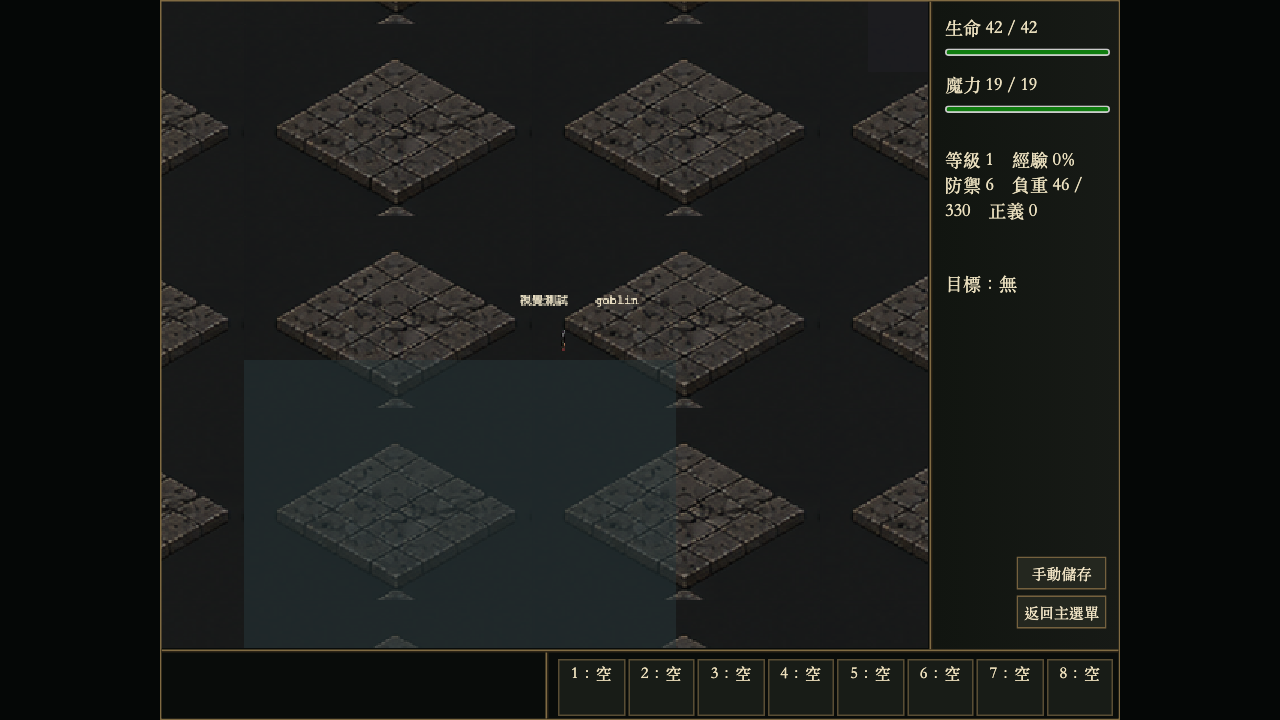 生命 42 / 42
魔力 19 / 19
等級 1 經驗 0%
防禦 6 負重 46 /
330 正義 0
目標：無
視覺測試 goblin
手動儲存
返回主選單
1：空 2：空 3：空 4：空 5：空 6：空 7：空 8：空